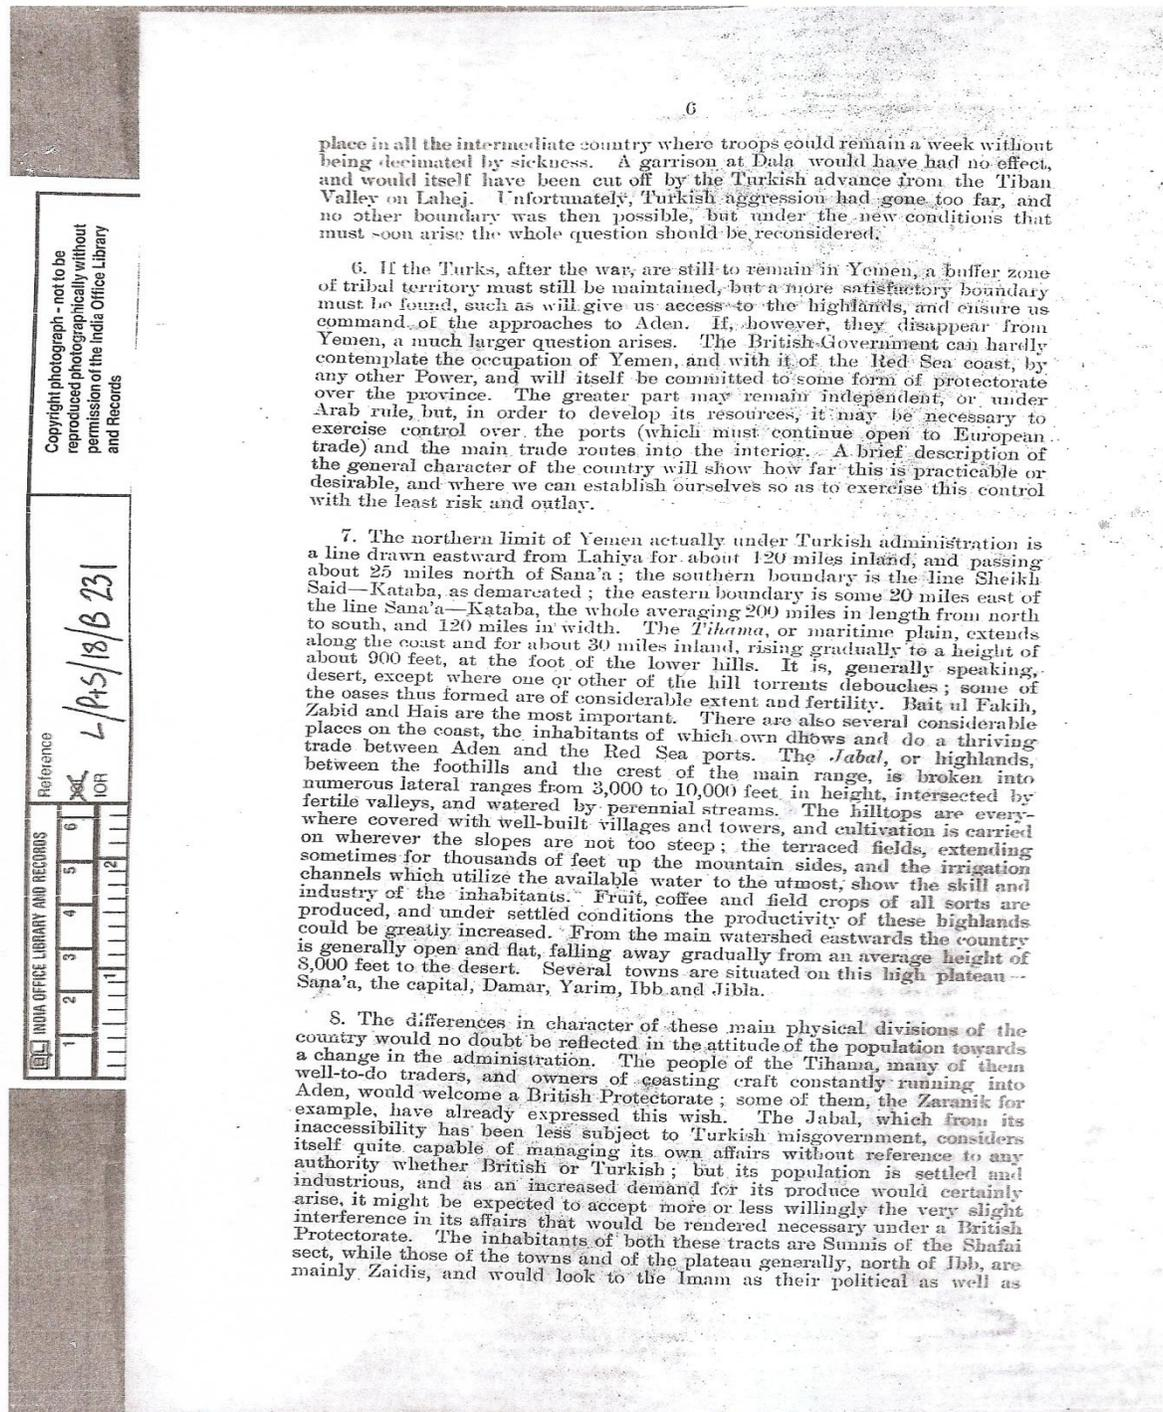 6
place in all the intermediate country where troops could remain a week without
being decimated by sickness. A garrison at Dala would have had no effect,
and would itself have been cut off by the Turkish advance from the Tiban
Valley on Lahej. Unfortunately, Turkish aggression had gone too far, and
no other boundary was then possible, but under the new conditions that
must soon arise the whole question should be reconsidered.
6. If the Turks, after the war, are still to remain in Yemen, a buffer zone
of tribal territory must still be maintained, but a more satisfactory boundary
must be found, such as will give us access to the highlands, and ensure us
command of the approaches to Aden. If, however, they disappear from
Yemen, a much larger question arises. The British Government can hardly
contemplate the occupation of Yemen, and with it of the Red Sea coast, by
any other Power, and will itself be committed to some form of protectorate
over the province. The greater part may remain independent, or under
Arab rule, but, in order to develop its resources, it may be necessary to
exercise control over the ports (which must continue open to European
trade) and the main trade routes into the interior. A brief description of
the general character of the country will show how far this is practicable or
desirable, and where we can establish ourselves so as to exercise this control
with the least risk and outlay.
7. The northern limit of Yemen actually under Turkish administration is
a line drawn eastward from Lahiya for about 120 miles inland, and passing
about 25 miles north of Sana'a; the southern boundary is the line Sheikh
Said—Kataba, as demarcated; the eastern boundary is some 20 miles east of
the line Sana'a—Kataba, the whole averaging 200 miles in length from north
to south, and 120 miles in width. The Tihama, or maritime plain, extends
along the coast and for about 30 miles inland, rising gradually to a height of
about 900 feet, at the foot of the lower hills. It is, generally speaking,
desert, except where one or other of the hill torrents debouches; some of
the oases thus formed are of considerable extent and fertility. Bait ul Fakih,
Zabid and Hais are the most important. There are also several considerable
places on the coast, the inhabitants of which own dhows and do a thriving
trade between Aden and the Red Sea ports. The Jabal, or highlands,
between the foothills and the crest of the main range, is broken into
numerous lateral ranges from 3,000 to 10,000 feet in height, intersected by
fertile valleys, and watered by perennial streams. The hilltops are every-
where covered with well-built villages and towers, and cultivation is carried
on wherever the slopes are not too steep; the terraced fields, extending
sometimes for thousands of feet up the mountain sides, and the irrigation
channels which utilize the available water to the utmost, show the skill and
industry of the inhabitants. Fruit, coffee and field crops of all sorts are
produced, and under settled conditions the productivity of these highlands
could be greatly increased. From the main watershed eastwards the country
is generally open and flat, falling away gradually from an average height of
8,000 feet to the desert. Several towns are situated on this high plateau—
Sana'a, the capital, Damar, Yarim, Ibb and Jibla.
8. The differences in character of these main physical divisions of the
country would no doubt be reflected in the attitude of the population towards
a change in the administration. The people of the Tihama, many of them
well-to-do traders, and owners of coasting craft constantly running into
Aden, would welcome a British Protectorate; some of them, the Zaranik for
example, have already expressed this wish. The Jabal, which from its
inaccessibility has been less subject to Turkish misgovernment, considers
itself quite capable of managing its own affairs without reference to any
authority whether British or Turkish; but its population is settled and
industrious, and as an increased demand for its produce would certainly
arise, it might be expected to accept more or less willingly the very slight
interference in its affairs that would be rendered necessary under a British
Protectorate. The inhabitants of both these tracts are Sunnis of the Shafai
sect, while those of the towns and of the plateau generally, north of Ibb, are
mainly Zaidis, and would look to the Imam as their political as well as
Copyright photograph - not to be
reproduced photographically without
permission of the India Office Library
and Records
Reference
IOR L/P+S/18/B 231
BL INDIA OFFICE LIBRARY AND RECORDS
1 2 3 4 5 6
1 2